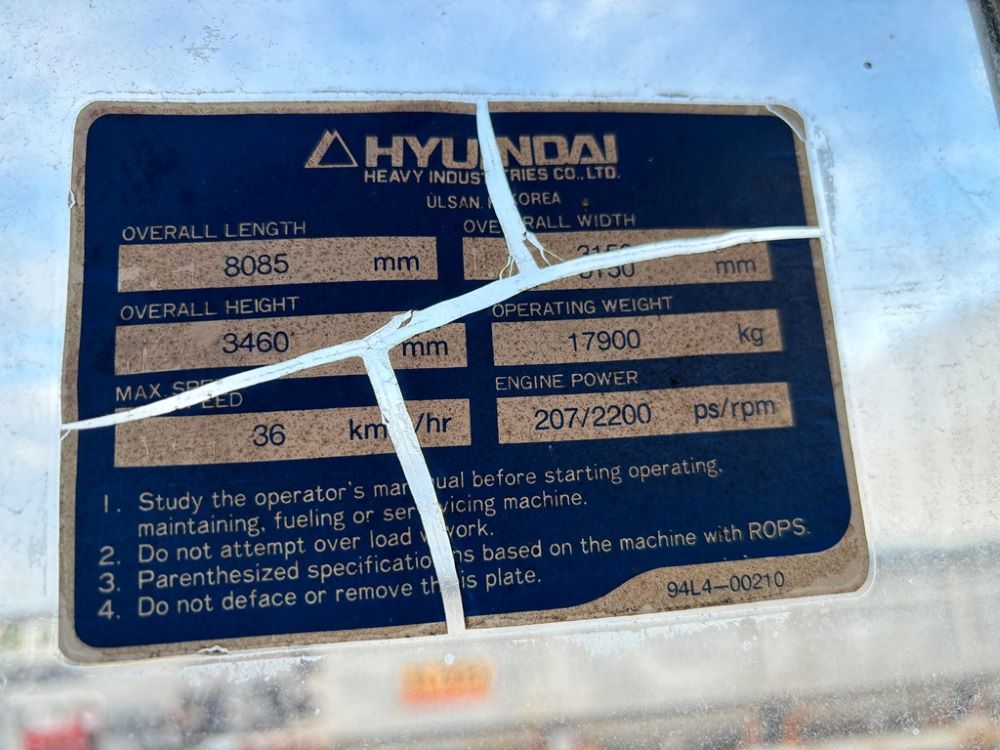 HYUNDAI
HEAVY INDUSTRIES CO., LTD.
ULSAN, KOREA
OVERALL LENGTH
8085 mm
OVERALL WIDTH
3150 mm
OVERALL HEIGHT
3460 mm
OPERATING WEIGHT
17900 kg
MAX. SPEED
36 km/hr
ENGINE POWER
207/2200 ps/rpm
1. Study the operator's manual before starting operating,
maintaining, fueling or servicing machine.
2. Do not attempt over load work.
3. Parenthesized specifications based on the machine with ROPS.
4. Do not deface or remove this plate.
94L4-00210